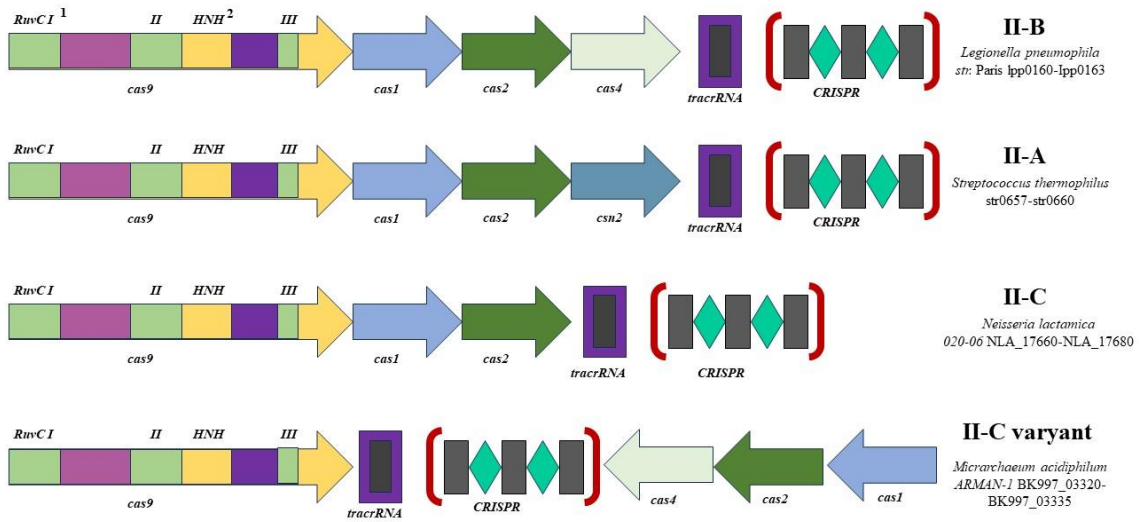 RuvC I 1 II HNH 2 III
cas9 cas1 cas2 cas4 tracrRNA CRISPR
II-B
Legionella pneumophila
str. Paris lpp0160-Ipp0163
RuvC I II HNH III
cas9 cas1 cas2 csn2 tracrRNA CRISPR
II-A
Streptococcus thermophilus
str0657-str0660
RuvC I II HNH III
cas9 cas1 cas2 tracrRNA CRISPR
II-C
Neisseria lactamica
020-06 NLA_17660-NLA_17680
RuvC I II HNH III
cas9 tracrRNA CRISPR cas4 cas2 cas1
II-C varyant
Micrarchaeum acidiphilum
ARMAN-1 BK997_03320-
BK997_03335